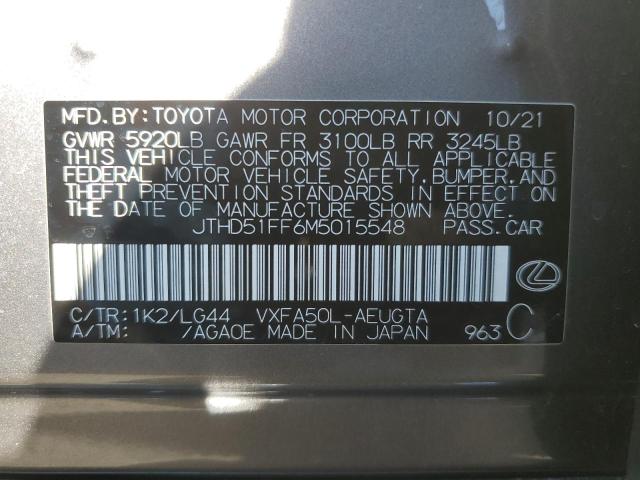 MFD.BY:TOYOTA MOTOR CORPORATION 10/21
GVWR 5920LB GAWR FR 3100LB RR 3245LB
THIS VEHICLE CONFORMS TO ALL APPLICABLE
FEDERAL MOTOR VEHICLE SAFETY,BUMPER,AND
THEFT PREVENTION STANDARDS IN EFFECT ON
THE DATE OF MANUFACTURE SHOWN ABOVE.
JTHD51FF6M5015548 PASS.CAR
C/TR:1K2/LG44 VXFA50L-AEUGTA
A/TM: /AGA0E MADE IN JAPAN 963 C